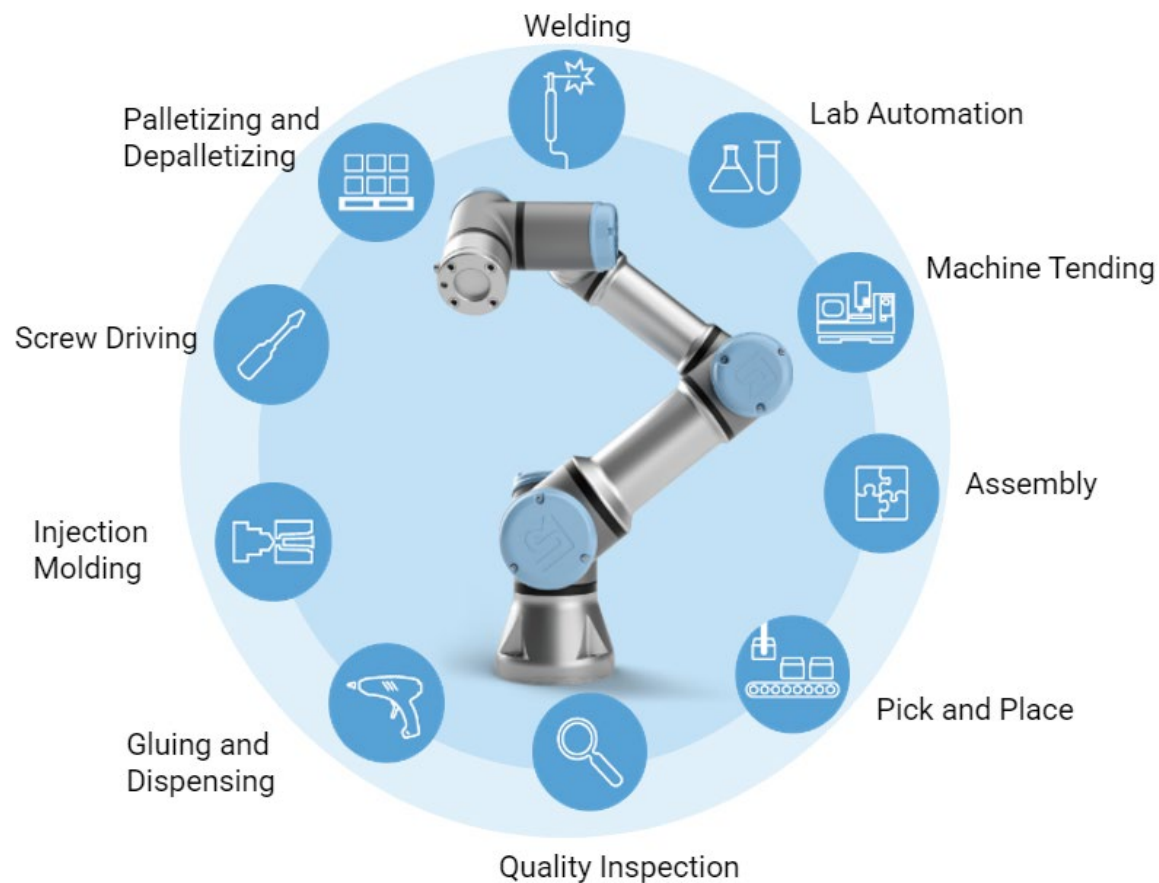 Welding
Lab Automation
Machine Tending
Assembly
Pick and Place
Quality Inspection
Gluing and
Dispensing
Injection
Molding
Screw Driving
Palletizing and
Depalletizing